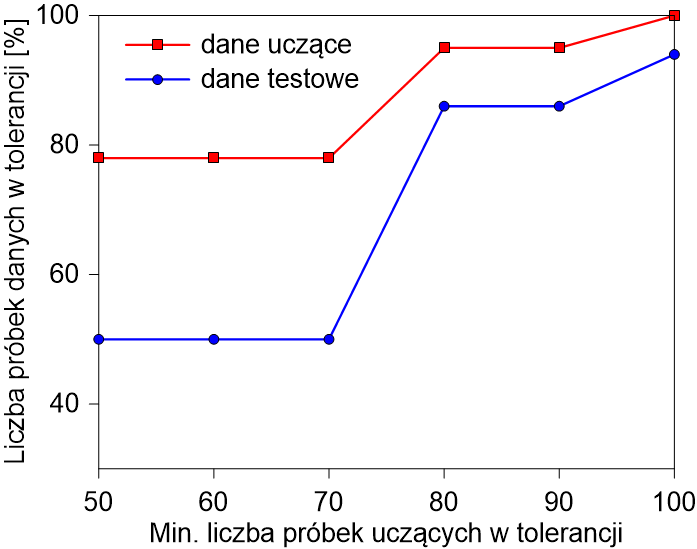 Liczba próbek danych w tolerancji [%]
100
80
60
40
dane uczące
dane testowe
50 60 70 80 90 100
Min. liczba próbek uczących w tolerancji